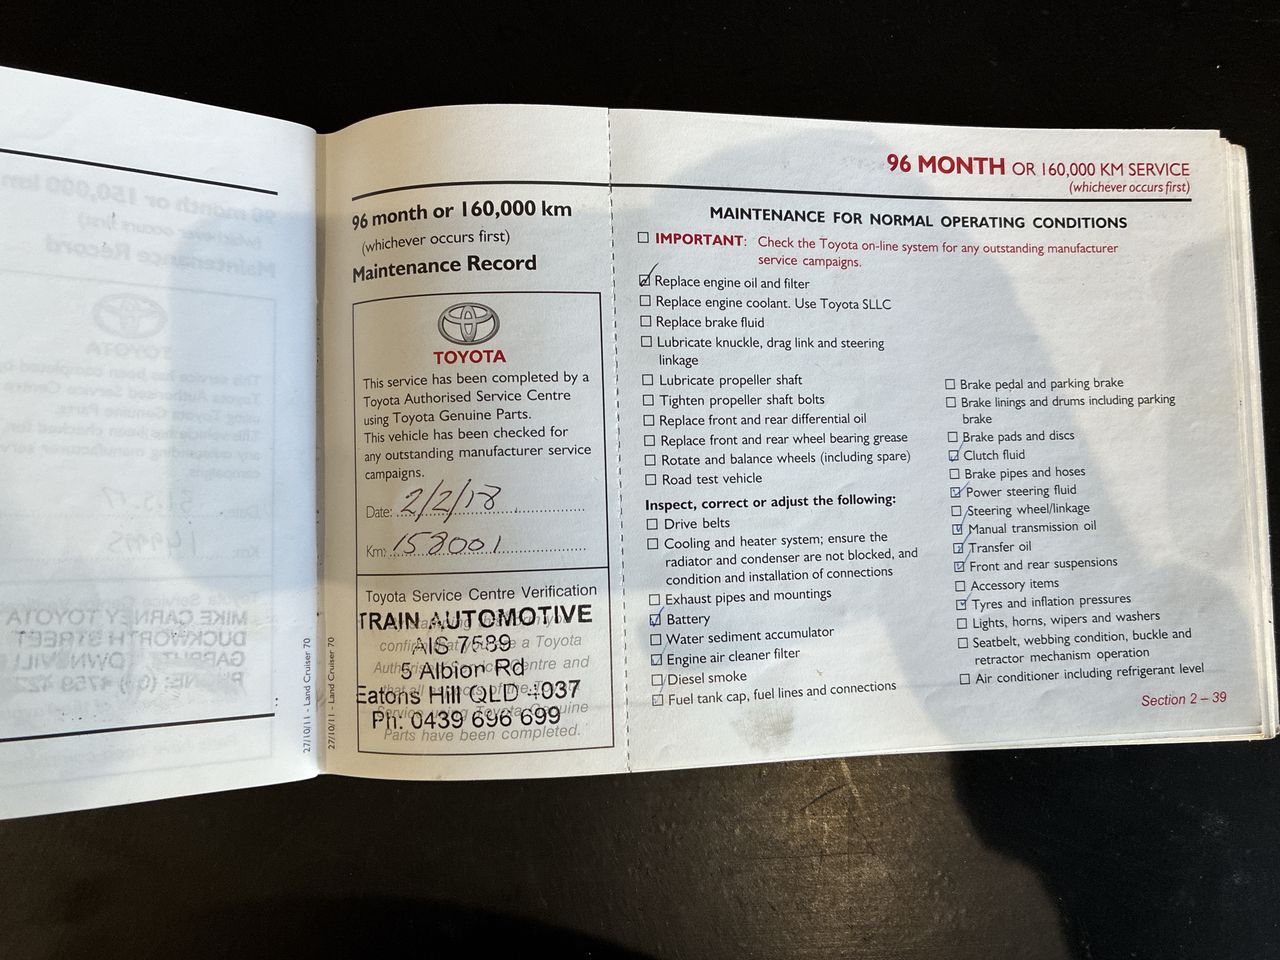 96 month or 160,000 km
(whichever occurs first)
Maintenance Record
TOYOTA
This service has been completed by a
Toyota Authorised Service Centre
using Toyota Genuine Parts.
This vehicle has been checked for
any outstanding manufacturer service
campaigns.
Date: 2/2/18
Km: 158001
Toyota Service Centre Verification
TRAIN AUTOMOTIVE
AIS 7589
5 Albion Rd
Eatons Hill QLD 4037
Ph: 0439 696 699
Parts have been completed.
27/10/11 - Land Cruiser 70
27/10/11 - Land Cruiser 70
96 MONTH OR 160,000 KM SERVICE
(whichever occurs first)
MAINTENANCE FOR NORMAL OPERATING CONDITIONS
IMPORTANT: Check the Toyota on-line system for any outstanding manufacturer
service campaigns.
Replace engine oil and filter
Replace engine coolant. Use Toyota SLLC
Replace brake fluid
Lubricate knuckle, drag link and steering
linkage
Lubricate propeller shaft
Tighten propeller shaft bolts
Replace front and rear differential oil
Replace front and rear wheel bearing grease
Rotate and balance wheels (including spare)
Road test vehicle
Inspect, correct or adjust the following:
Drive belts
Cooling and heater system; ensure the
radiator and condenser are not blocked, and
condition and installation of connections
Exhaust pipes and mountings
Battery
Water sediment accumulator
Engine air cleaner filter
Diesel smoke
Fuel tank cap, fuel lines and connections
Brake pedal and parking brake
Brake linings and drums including parking
brake
Brake pads and discs
Clutch fluid
Brake pipes and hoses
Power steering fluid
Steering wheel/linkage
Manual transmission oil
Transfer oil
Front and rear suspensions
Accessory items
Tyres and inflation pressures
Lights, horns, wipers and washers
Seatbelt, webbing condition, buckle and
retractor mechanism operation
Air conditioner including refrigerant level
Section 2 – 39